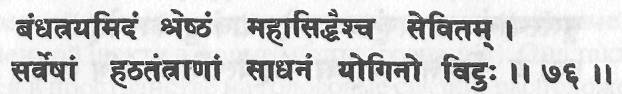 बंधत्रयमिदं श्रेष्ठं महासिद्धैश्च सेवितम् ।
सर्वेषां हठतंत्राणां साधनं योगिनो विदुः ।। ७६ ।।